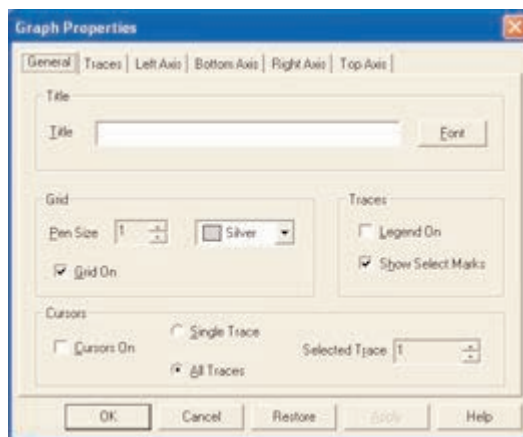 Graph Properties
General Traces Left Axis Bottom Axis Right Axis Top Axis
Title
Title Font
Grid
Pen Size 1 Silver
Grid On
Traces
Legend On
Show Select Marks
Cursors
Cursors On
Single Trace
All Traces
Selected Trace 1
OK Cancel Restore Apply Help